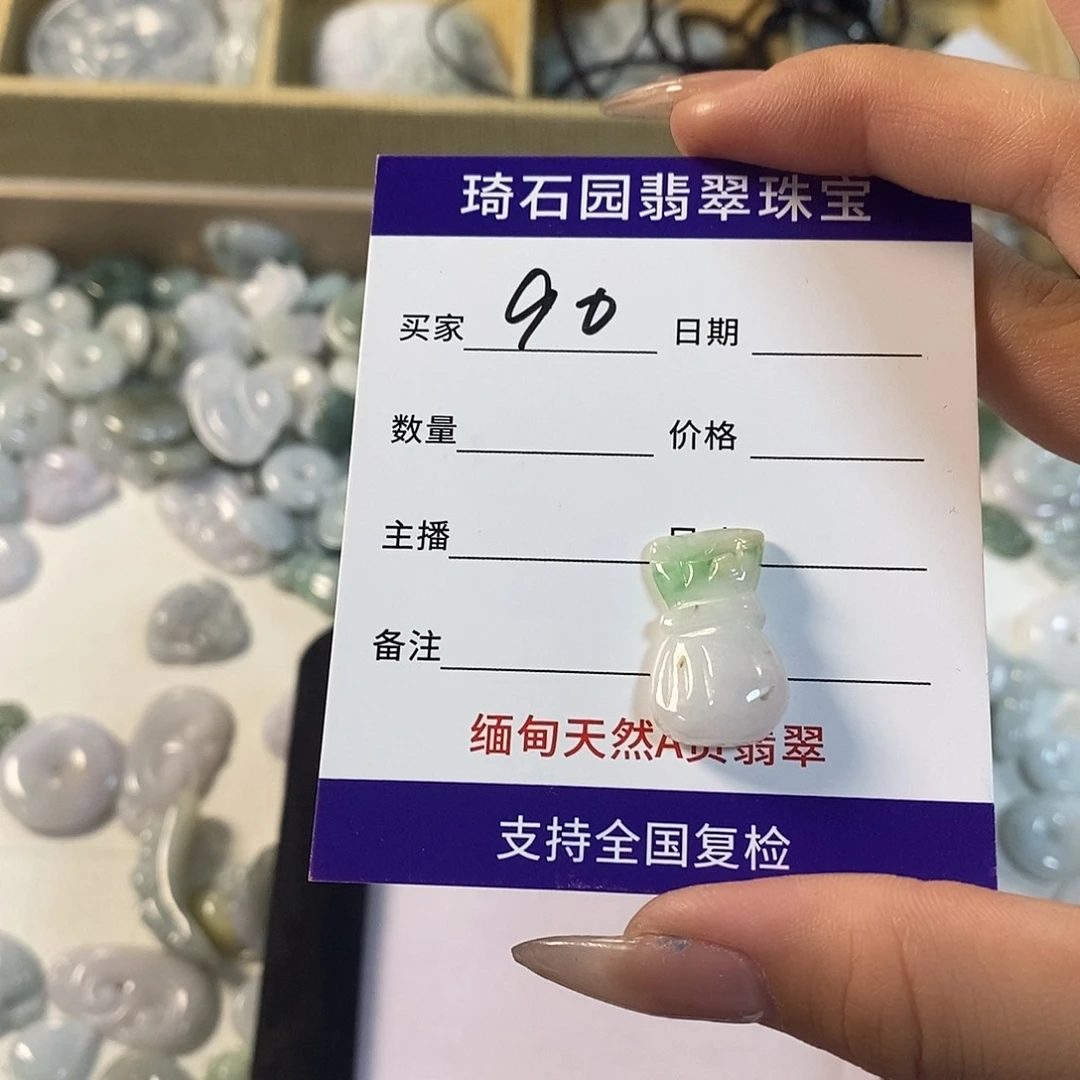 琦石园翡翠珠宝
买家 90 日期
数量 价格
主播
备注
缅甸天然A货翡翠
支持全国复检